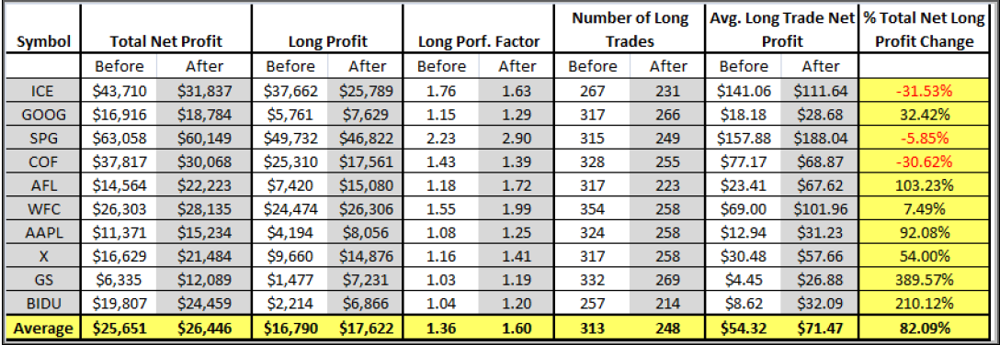 Number of Long Avg. Long Trade Net % Total Net Long
Symbol Total Net Profit Long Profit Long Porf. Factor Trades Profit Profit Change
Before After Before After Before After Before After Before After
ICE $43,710 $31,837 $37,662 $25,789 1.76 1.63 267 231 $141.06 $111.64 -31.53%
GOOG $16,916 $18,784 $5,761 $7,629 1.15 1.29 317 266 $18.18 $28.68 32.42%
SPG $63,058 $60,149 $49,732 $46,822 2.23 2.90 315 249 $157.88 $188.04 -5.85%
COF $37,817 $30,068 $25,310 $17,561 1.43 1.39 328 255 $77.17 $68.87 -30.62%
AFL $14,564 $22,223 $7,420 $15,080 1.18 1.72 317 223 $23.41 $67.62 103.23%
WFC $26,303 $28,135 $24,474 $26,306 1.55 1.99 354 258 $69.00 $101.96 7.49%
AAPL $11,371 $15,234 $4,194 $8,056 1.08 1.25 324 258 $12.94 $31.23 92.08%
X $16,629 $21,484 $9,660 $14,876 1.16 1.41 317 258 $30.48 $57.66 54.00%
GS $6,335 $12,089 $1,477 $7,231 1.03 1.19 332 269 $4.45 $26.88 389.57%
BIDU $19,807 $24,459 $2,214 $6,866 1.04 1.20 257 214 $8.62 $32.09 210.12%
Average $25,651 $26,446 $16,790 $17,622 1.36 1.60 313 248 $54.32 $71.47 82.09%